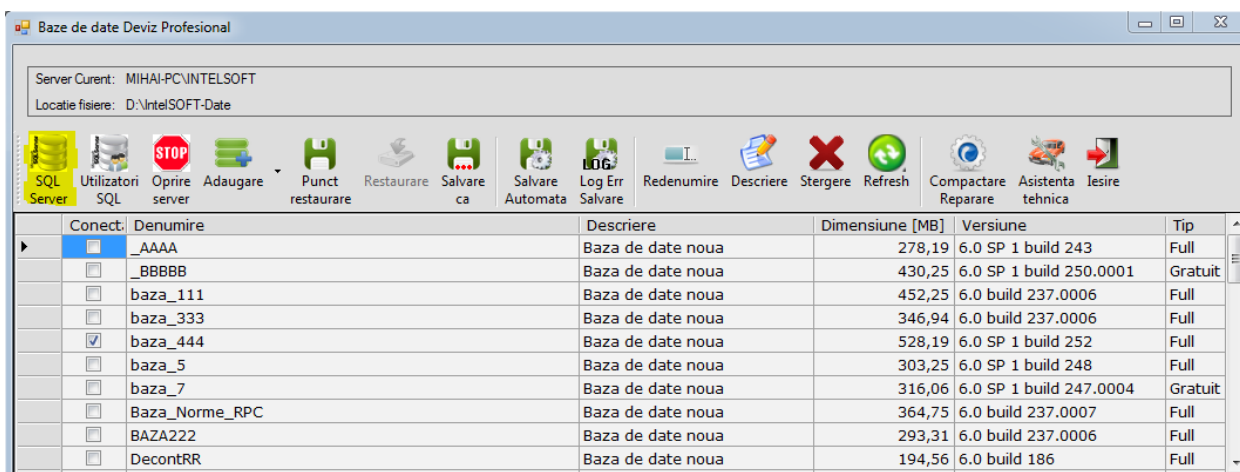 Baze de date Deviz Profesional
Server Curent: MIHAI-PC\INTELSOFT
Locatie fisiere: D:\IntelSOFT-Date
SQL Server
Utilizatori SQL
STOP
Oprire server
Adaugare
Punct restaurare
Restaurare
Salvare ca
Salvare Automata
LOG
Log Err Salvare
Redenumire
Descriere
Stergere
Refresh
Compactare Reparare
Asistenta tehnica
Iesire
Conect. Denumire Descriere Dimensiune [MB] Versiune Tip
_AAAA Baza de date noua 278,19 6.0 SP 1 build 243 Full
_BBBBB Baza de date noua 430,25 6.0 SP 1 build 250.0001 Gratuit
baza_111 Baza de date noua 452,25 6.0 build 237.0006 Full
baza_333 Baza de date noua 346,94 6.0 build 237.0006 Full
baza_444 Baza de date noua 528,19 6.0 SP 1 build 252 Full
baza_5 Baza de date noua 303,25 6.0 SP 1 build 248 Full
baza_7 Baza de date noua 316,06 6.0 SP 1 build 247.0004 Gratuit
Baza_Norme_RPC Baza de date noua 364,75 6.0 build 237.0007 Full
BAZA222 Baza de date noua 293,31 6.0 build 237.0006 Full
DecontRR Baza de date noua 194,56 6.0 build 186 Full